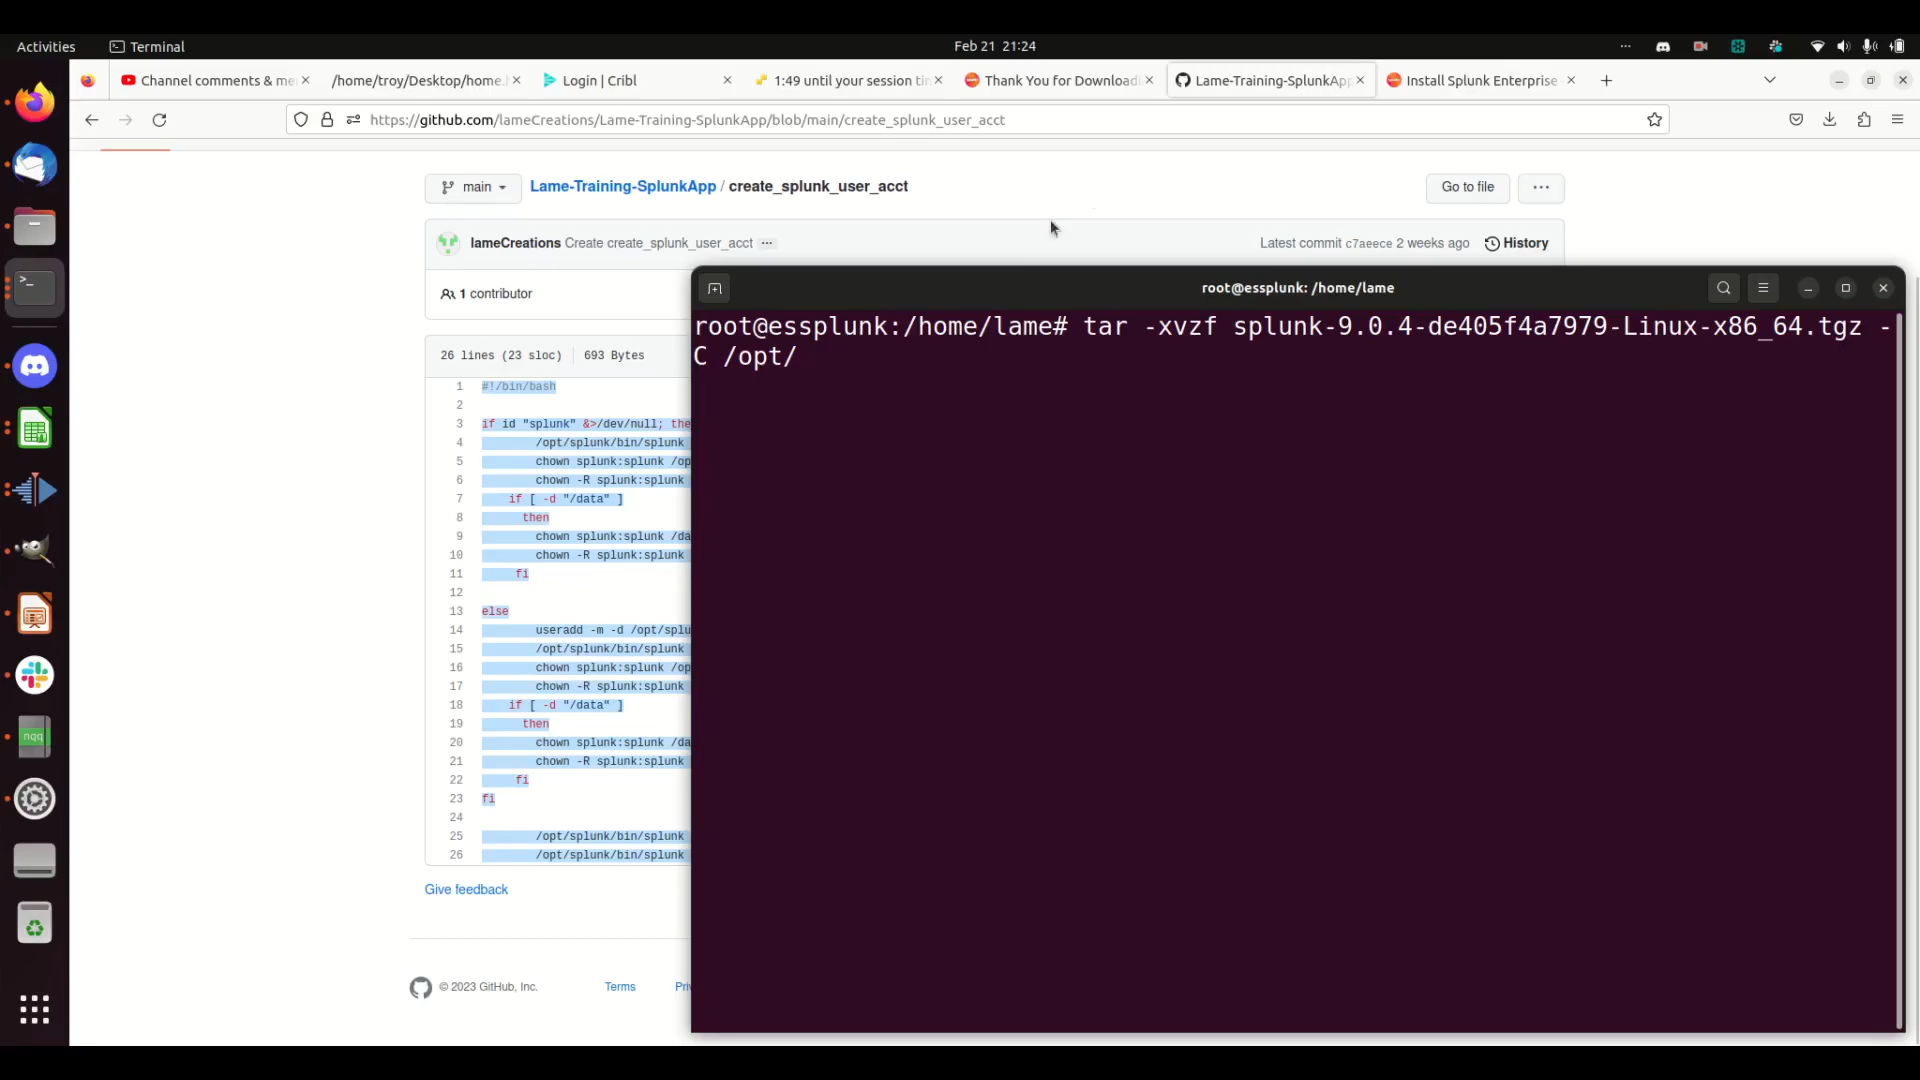 Activities
Terminal
Feb 21 21:24
Channel comments & me
/home/troy/Desktop/home.
Login | Cribl
1:49 until your session tin
Thank You for Downloadi
Lame-Training-SplunkApp
Install Splunk Enterprise
https://github.com/lameCreations/Lame-Training-SplunkApp/blob/main/create_splunk_user_acct
main
Lame-Training-SplunkApp / create_splunk_user_acct
Go to file
lameCreations Create create_splunk_user_acct
Latest commit c7aeece 2 weeks ago
History
1 contributor
26 lines (23 sloc) 693 Bytes
1 #!/bin/bash
2
3 if id "splunk" &>/dev/null; the
4 /opt/splunk/bin/splunk
5 chown splunk:splunk /op
6 chown -R splunk:splunk
7 if [ -d "/data" ]
8 then
9 chown splunk:splunk /da
10 chown -R splunk:splunk
11 fi
12
13 else
14 useradd -m -d /opt/splu
15 /opt/splunk/bin/splunk
16 chown splunk:splunk /op
17 chown -R splunk:splunk
18 if [ -d "/data" ]
19 then
20 chown splunk:splunk /da
21 chown -R splunk:splunk
22 fi
23 fi
24
25 /opt/splunk/bin/splunk
26 /opt/splunk/bin/splunk
Give feedback
© 2023 GitHub, Inc.
Terms
Pri
root@essplunk: /home/lame
root@essplunk:/home/lame# tar -xvzf splunk-9.0.4-de405f4a7979-Linux-x86_64.tgz -
C /opt/
nqq